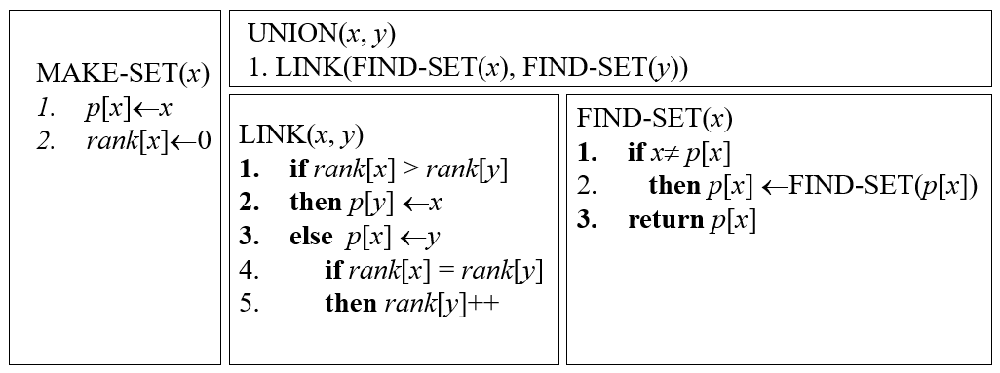 MAKE-SET(x)
1. p[x]←x
2. rank[x]←0
UNION(x, y)
1. LINK(FIND-SET(x), FIND-SET(y))
LINK(x, y)
1. if rank[x] > rank[y]
2. then p[y] ←x
3. else p[x] ←y
4. if rank[x] = rank[y]
5. then rank[y]++
FIND-SET(x)
1. if x≠ p[x]
2. then p[x] ←FIND-SET(p[x])
3. return p[x]